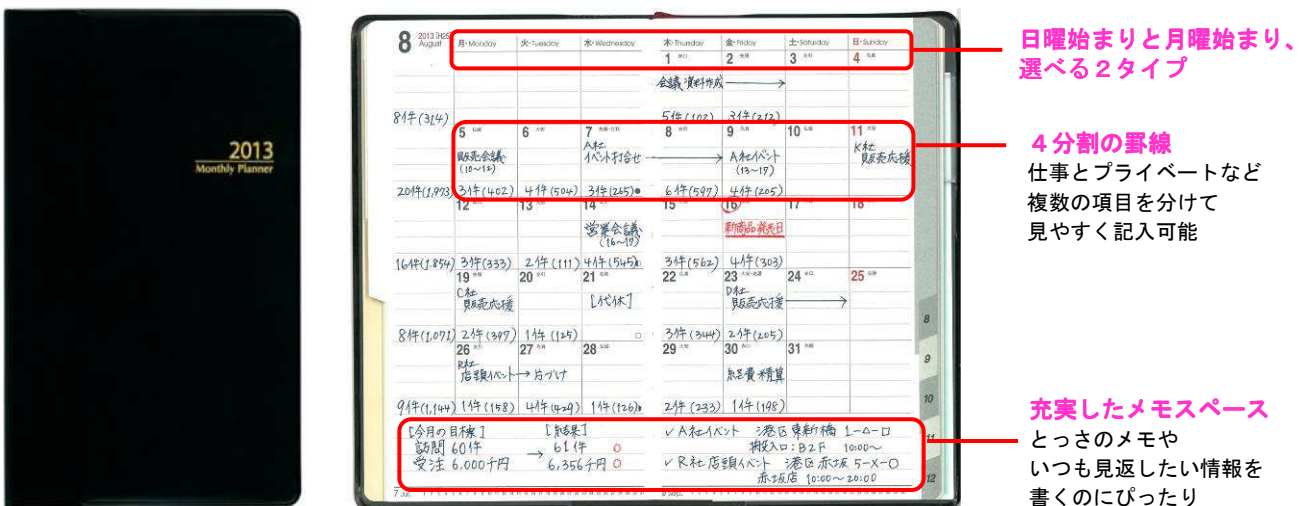 2013
Monthly Planner
8 2013 (H25) August
月・Monday 火・Tuesday 水・Wednesday 木・Thursday 金・Friday 土・Saturday 日・Sunday
1 2 3 4
会議資料作成
8件(314) 5件(102) 3件(212)
5 6 7 8 9 10 11
販売会議
(10~12)
A社
イベント打合せ
A社イベント
(13~17)
K社
販売応援
20件(1,973) 3件(402) 4件(504) 3件(265) 6件(597) 4件(205)
12 13 14 15 16 17 18
営業会議
(16~17)
新商品発売日
16件(1,854) 3件(333) 2件(111) 4件(545) 3件(562) 4件(303)
19 20 21 22 23 24 25
C社
販売応援
[代休]
D社
販売応援
8件(1,071) 2件(397) 1件(125) 3件(344) 2件(205)
26 27 28 29 30 31
R社
店頭イベント→片づけ
経費精算
9件(1,144) 1件(158) 4件(429) 1件(126) 2件(233) 1件(198)
[今月の目標] [結果]
訪問 60件 → 61件 ○
受注 6,000千円 6,356千円 ○
✓A社イベント 港区東新橋 1-△-□
搬入口:B2F 10:00~
✓R社店頭イベント 港区赤坂 5-X-○
赤坂店 10:00~20:00
8
9
10
11
12
日曜始まりと月曜始まり、
選べる2タイプ
4分割の罫線
仕事とプライベートなど
複数の項目を分けて
見やすく記入可能
充実したメモスペース
とっさのメモや
いつも見返したい情報を
書くのにぴったり